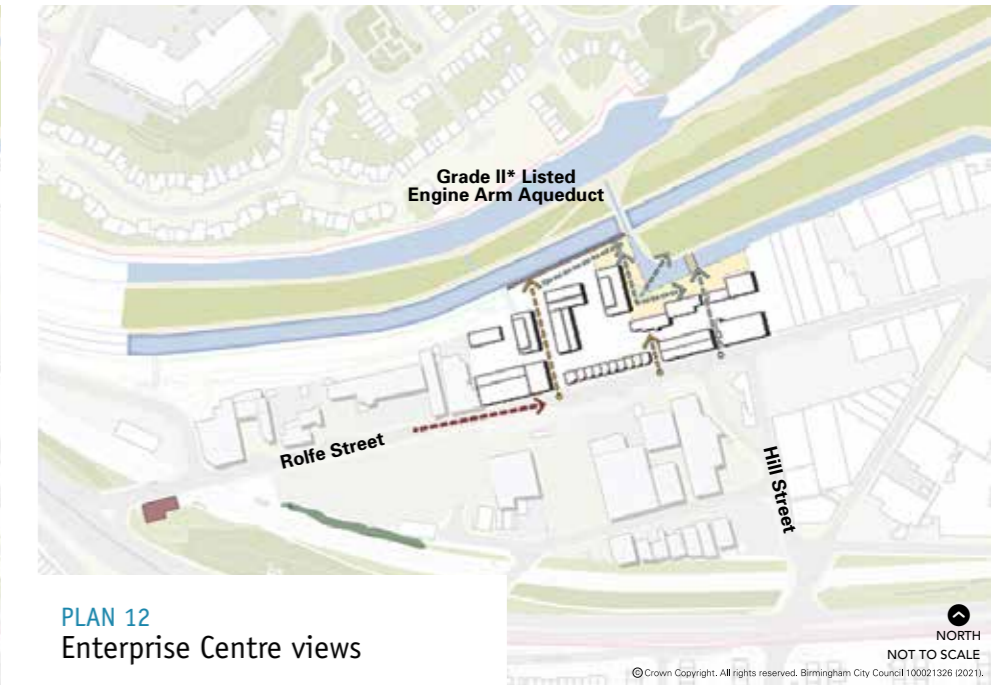 Grade II* Listed
Engine Arm Aqueduct
Rolfe Street
Hill Street
PLAN 12
Enterprise Centre views
NORTH
NOT TO SCALE
© Crown Copyright. All rights reserved. Birmingham City Council 100021326 (2021).